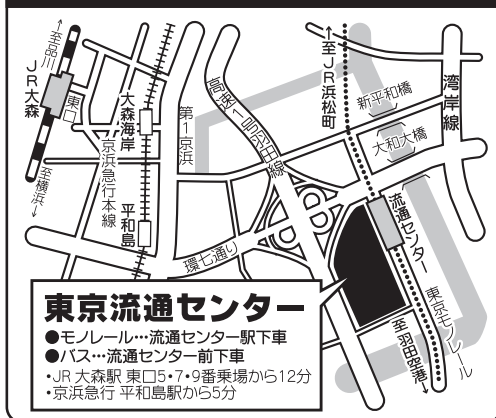 ←至品川
JR大森
東口
至横浜→
大森海岸
京浜急行本線
平和島
第1京浜
高速1号羽田線
←至JR浜松町
新平和橋
大和大橋
湾岸線
環七通り
流通センター
東京モノレール
至羽田空港→
東京流通センター
●モノレール…流通センター駅下車
●バス…流通センター前下車
・JR 大森駅 東口5・7・9番乗場から12分
・京浜急行 平和島駅から5分